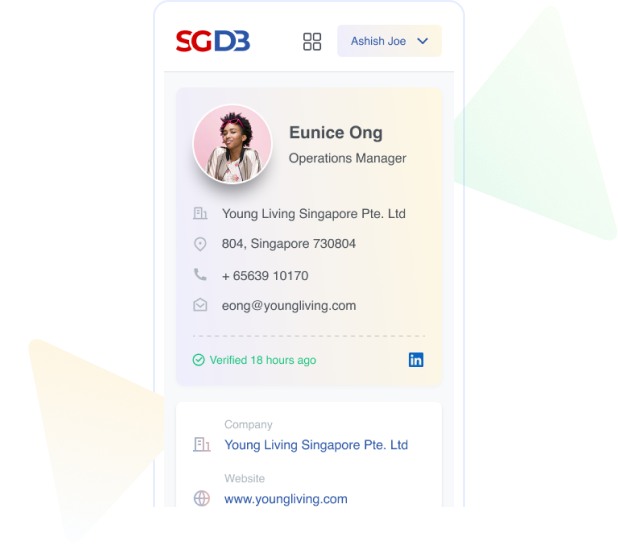 SGDB
Ashish Joe
Eunice Ong
Operations Manager
Young Living Singapore Pte. Ltd
804, Singapore 730804
+ 65639 10170
eong@youngliving.com
Verified 18 hours ago
in
Company
Young Living Singapore Pte. Ltd
Website
www.youngliving.com